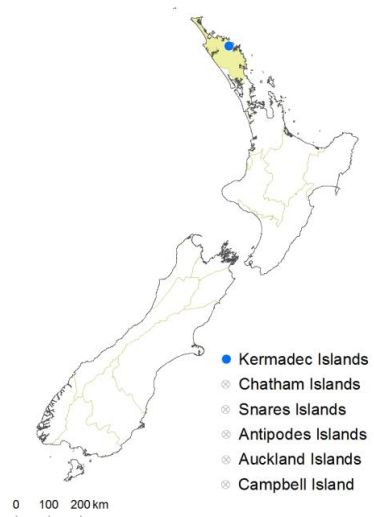 Kermadec Islands
Chatham Islands
Snares Islands
Antipodes Islands
Auckland Islands
Campbell Island
0 100 200 km